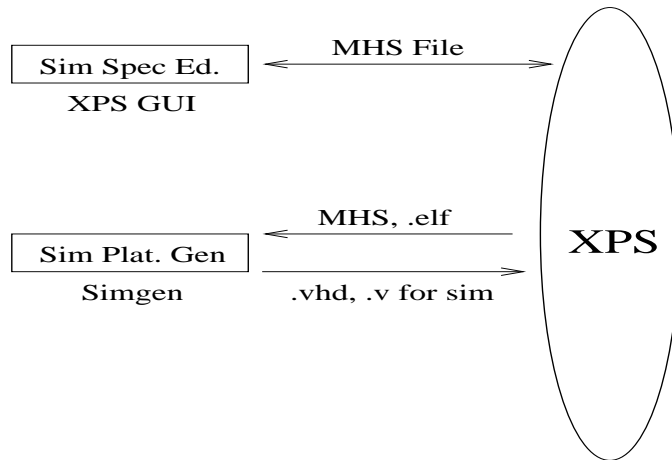 MHS File
Sim Spec Ed.
XPS GUI
MHS, .elf
XPS
Sim Plat. Gen
Simgen
.vhd, .v for sim